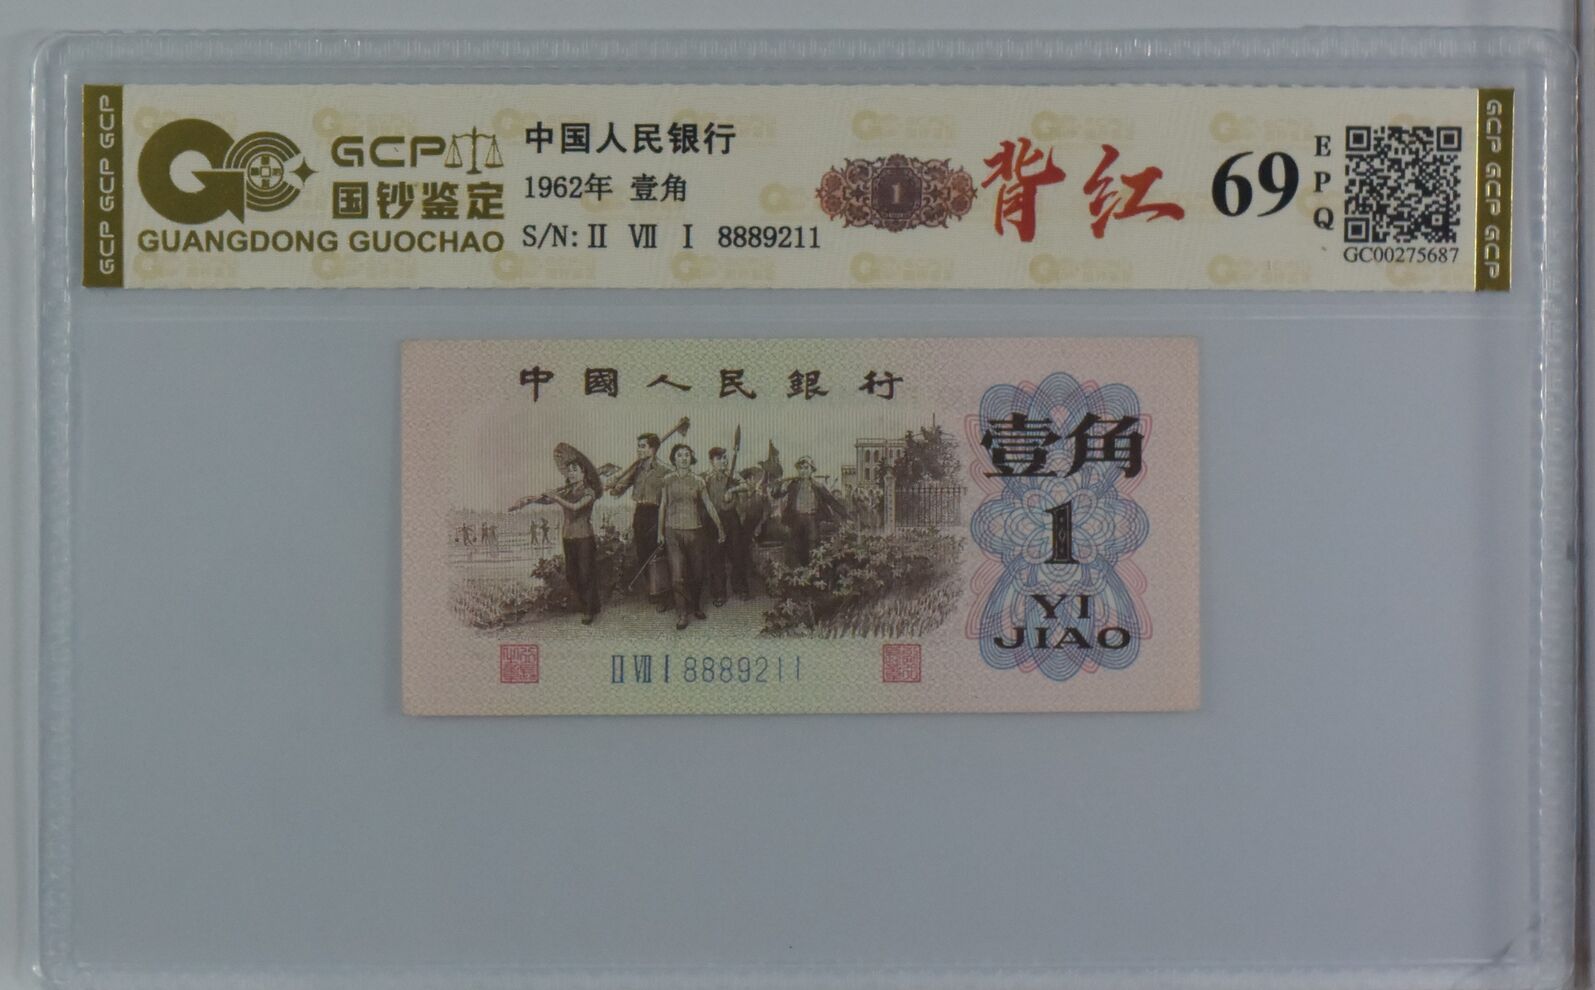 GCP GCP GCP
GCP
国钞鉴定
GUANGDONG GUOCHAO
中国人民银行
1962年 壹角
S/N: II VII I 8889211
1
背红
69
E
P
Q
GC00275687
GCP GCP GCP
中國人民銀行
壹角
1
YI
JIAO
II VII I 8889211